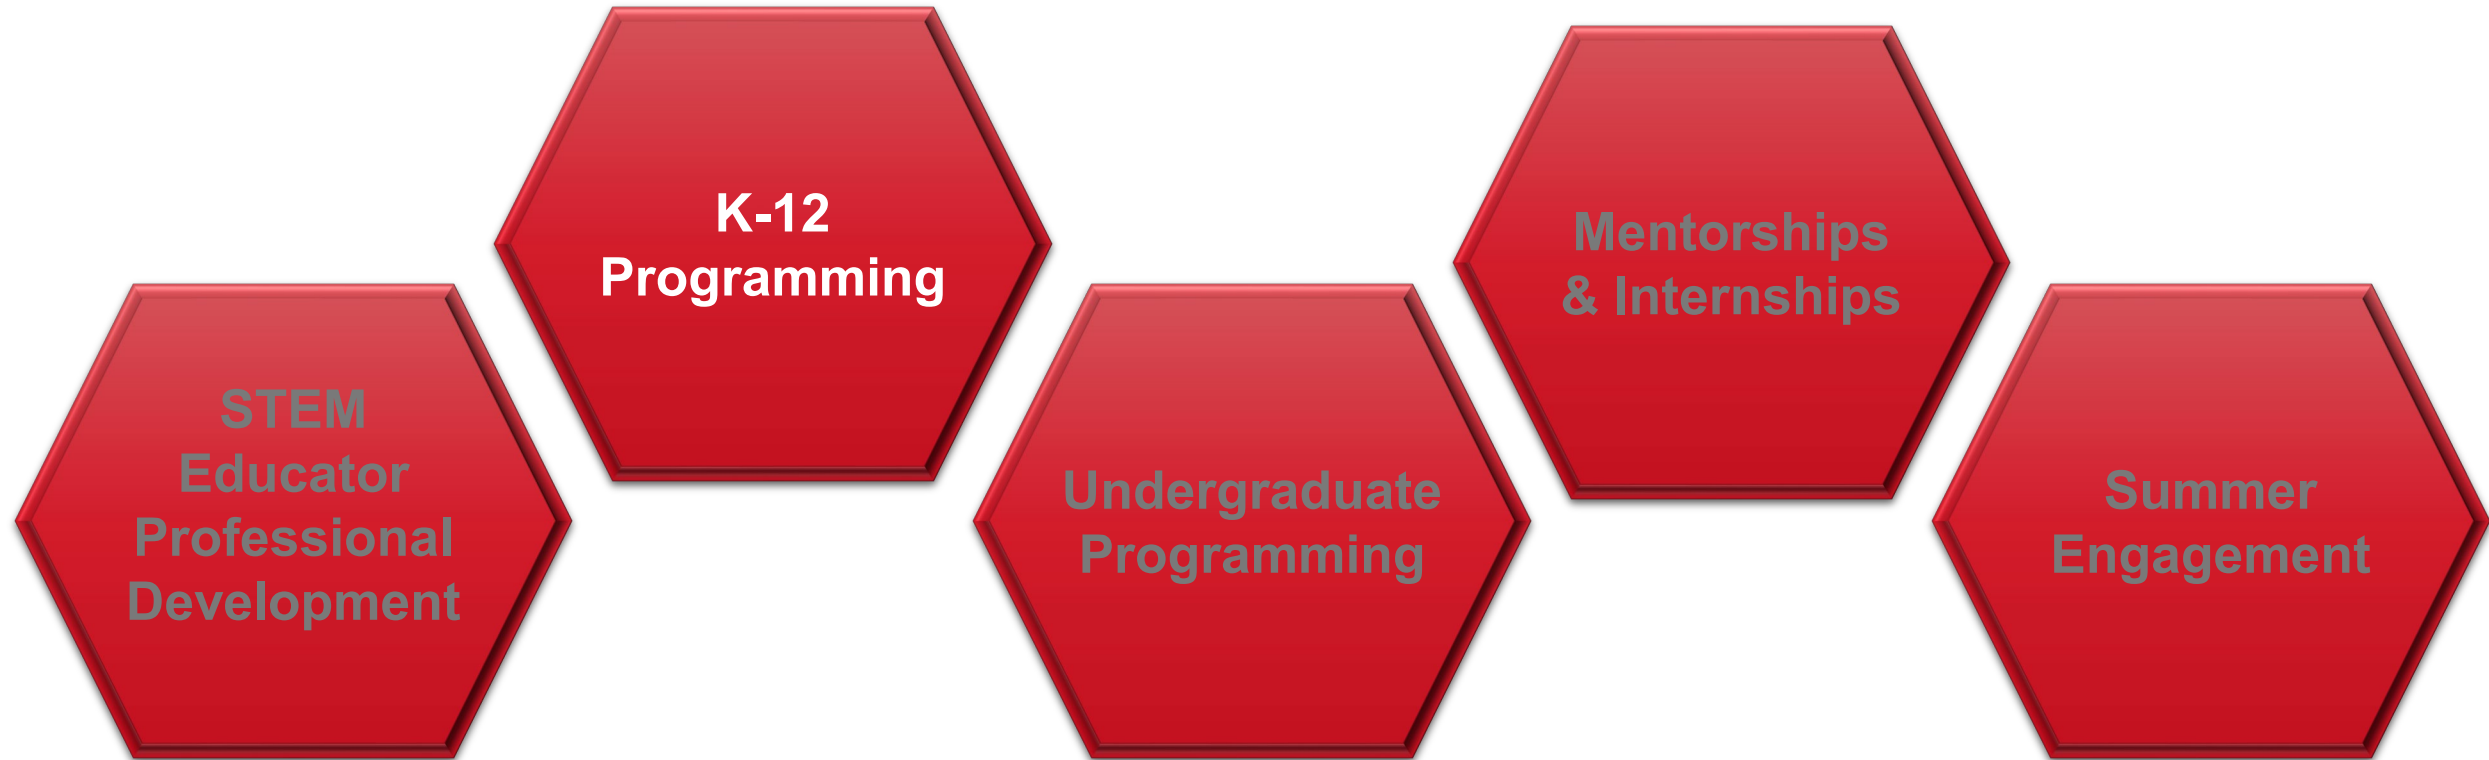 STEM
Educator
Professional
Development
K-12
Programming
Undergraduate
Programming
Mentorships
& Internships
Summer
Engagement